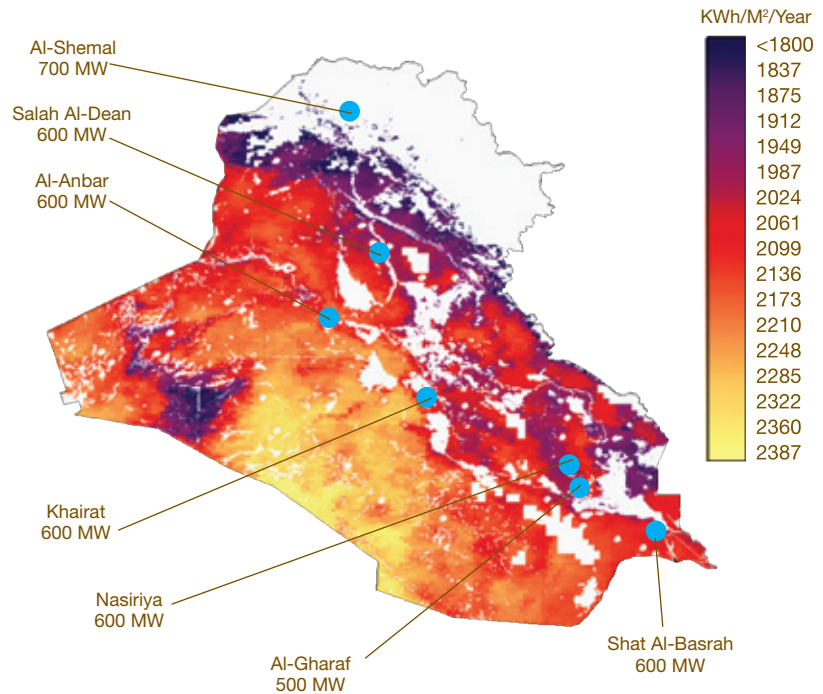 KWh/M²/Year
<1800
1837
1875
1912
1949
1987
2024
2061
2099
2136
2173
2210
2248
2285
2322
2360
2387
Al-Shemal
700 MW
Salah Al-Dean
600 MW
Al-Anbar
600 MW
Khairat
600 MW
Nasiriya
600 MW
Al-Gharaf
500 MW
Shat Al-Basrah
600 MW